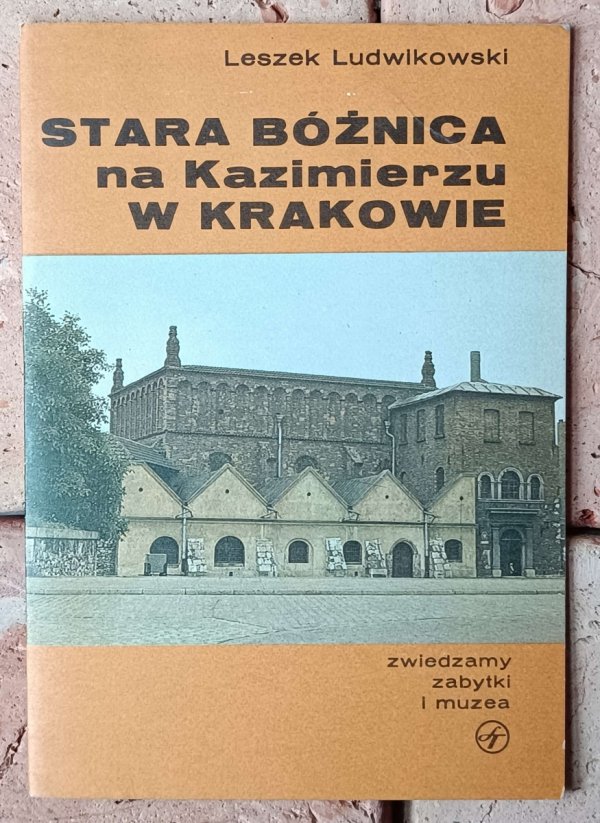 Leszek Ludwikowski
STARA BÓŻNICA
na Kazimierzu
W KRAKOWIE
zwiedzamy
zabytki
i muzea